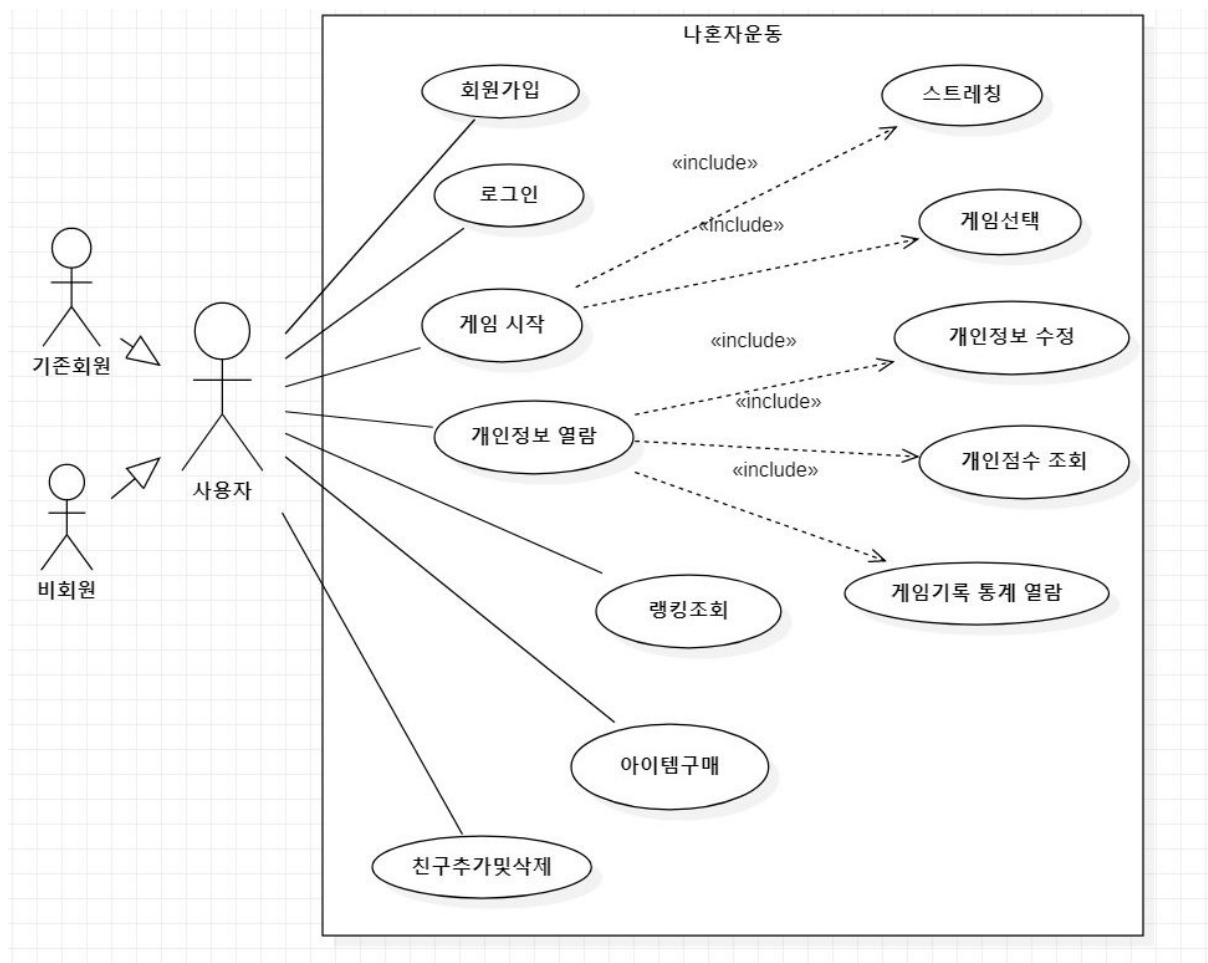 나혼자운동
회원가입
스트레칭
«include»
로그인
게임선택
«include»
기존회원
게임 시작
개인정보 수정
«include»
사용자
개인정보 열람
«include»
개인점수 조회
«include»
비회원
게임기록 통계 열람
랭킹조회
아이템구매
친구추가및삭제